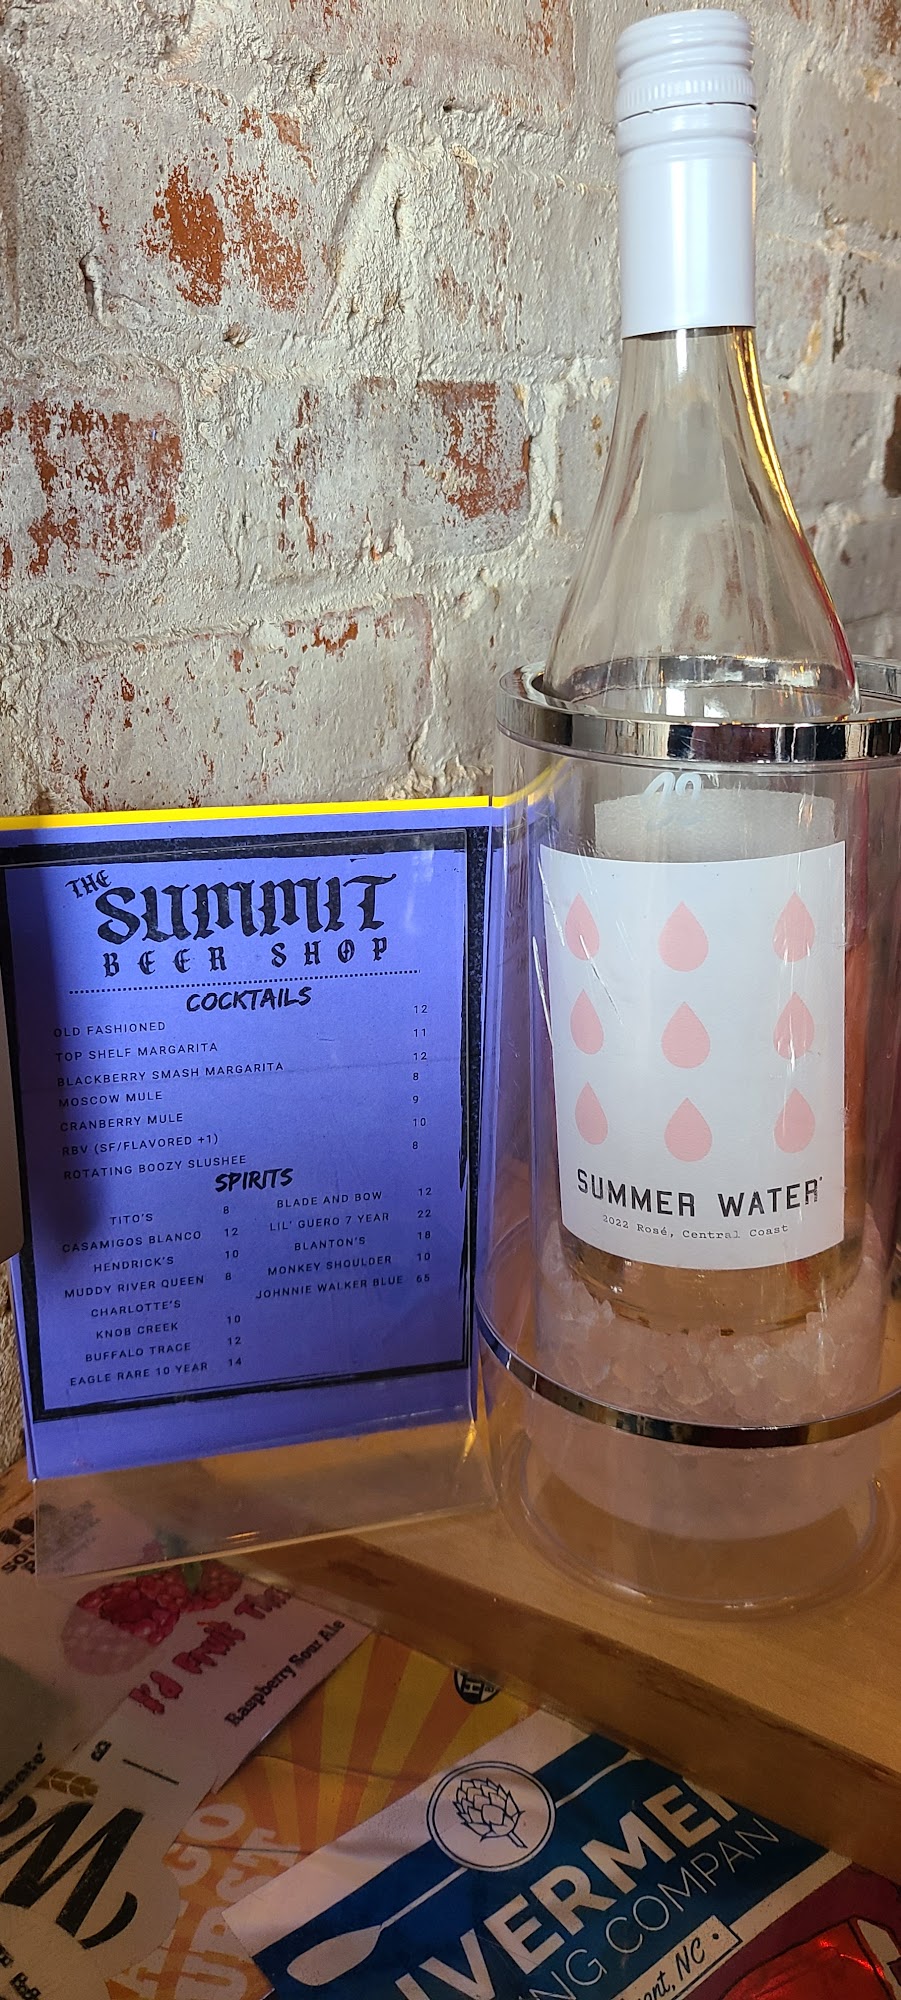 THE
SUMMIT
BEER SHOP
COCKTAILS
OLD FASHIONED 12
TOP SHELF MARGARITA 11
BLACKBERRY SMASH MARGARITA 12
MOSCOW MULE 8
CRANBERRY MULE 9
RBV (SF/FLAVORED +1) 10
ROTATING BOOZY SLUSHEE 8
SPIRITS
TITO'S 8
CASAMIGOS BLANCO 12
HENDRICK'S 10
MUDDY RIVER QUEEN 8
CHARLOTTE'S
KNOB CREEK 10
BUFFALO TRACE 12
EAGLE RARE 10 YEAR 14
BLADE AND BOW 12
LIL' GUERO 7 YEAR 22
BLANTON'S 18
MONKEY SHOULDER 10
JOHNNIE WALKER BLUE 65
SUMMER WATER
2022 Rosé, Central Coast
I'd Fruit
Raspberry Sour Ale
IVERMEN
ING COMPAN
ont, NC